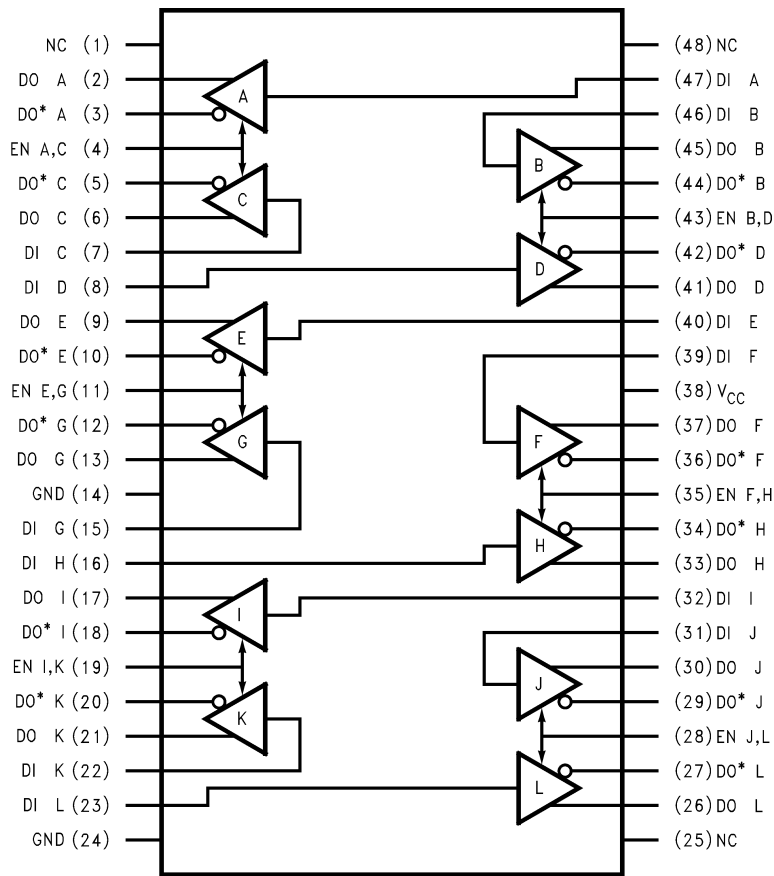 NC (1) (48) NC
DO A (2) A (47) DI A
DO* A (3) (46) DI B
EN A,C (4) (45) DO B
B
DO* C (5) (44) DO* B
C
DO C (6) (43) EN B,D
DI C (7) (42) DO* D
DI D (8) D (41) DO D
DO E (9) (40) DI E
E
DO* E (10) (39) DI F
EN E,G (11) (38) VCC
DO* G (12) (37) DO F
G F
DO G (13) (36) DO* F
GND (14) (35) EN F,H
DI G (15) (34) DO* H
H
DI H (16) (33) DO H
DO I (17) (32) DI I
I
DO* I (18) (31) DI J
EN I,K (19) (30) DO J
J
DO* K (20) (29) DO* J
K
DO K (21) (28) EN J,L
DI K (22) (27) DO* L
L
DI L (23) (26) DO L
GND (24) (25) NC